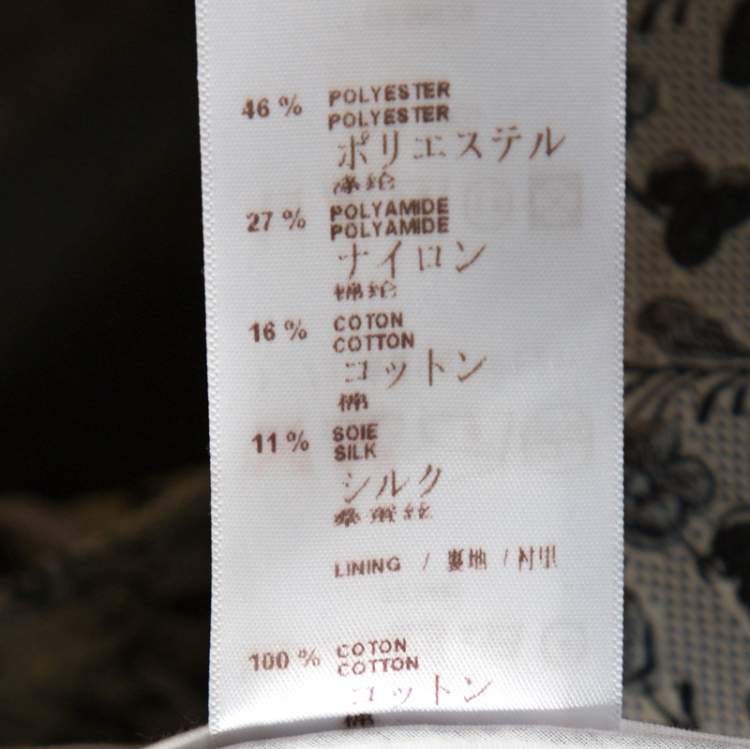 46 % POLYESTER
POLYESTER
ポリエステル
涤纶
27 % POLYAMIDE
POLYAMIDE
ナイロン
锦纶
16 % COTON
COTTON
コットン
棉
11 % SOIE
SILK
シルク
桑蚕丝
LINING / 裏地 / 衬里
100 % COTON
COTTON
コットン
棉